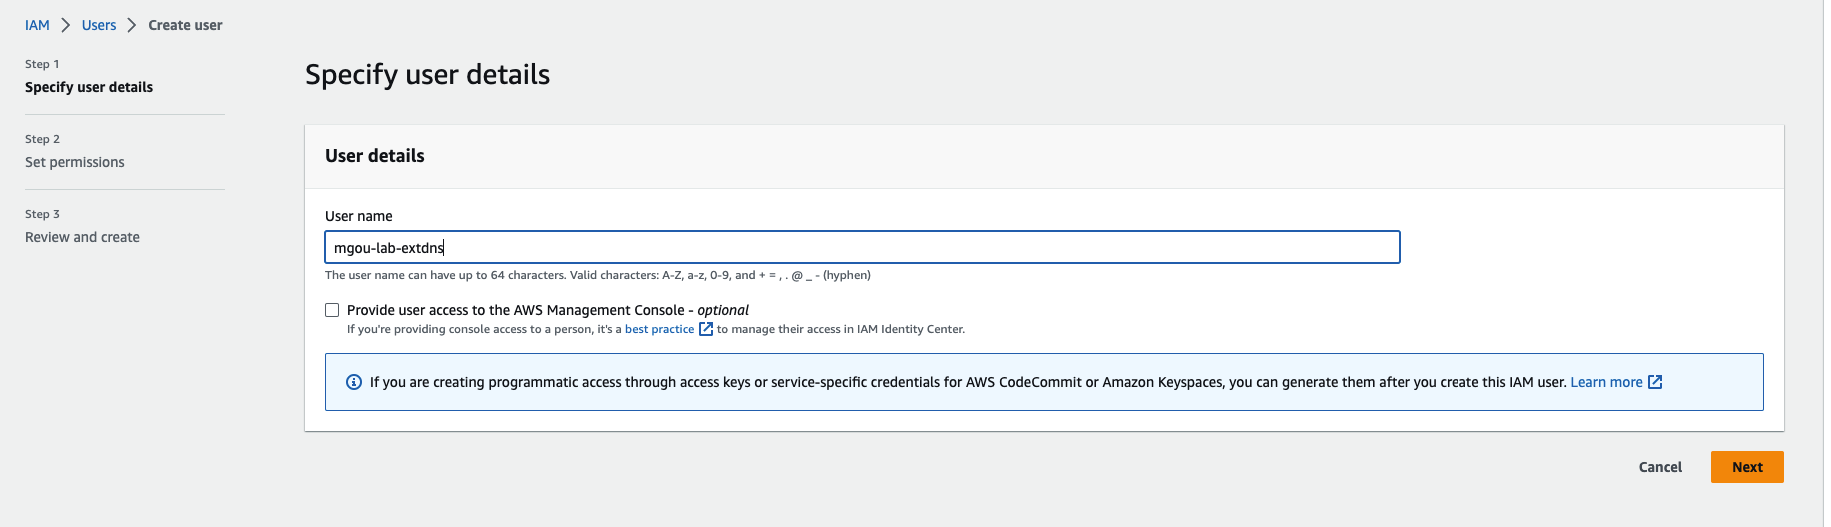 IAM > Users > Create user
Step 1
Specify user details
Step 2
Set permissions
Step 3
Review and create
Specify user details
User details
User name
mgou-lab-extdns
The user name can have up to 64 characters. Valid characters: A-Z, a-z, 0-9, and + = , . @ _ - (hyphen)
Provide user access to the AWS Management Console - optional
If you're providing console access to a person, it's a best practice to manage their access in IAM Identity Center.
If you are creating programmatic access through access keys or service-specific credentials for AWS CodeCommit or Amazon Keyspaces, you can generate them after you create this IAM user. Learn more
Cancel
Next